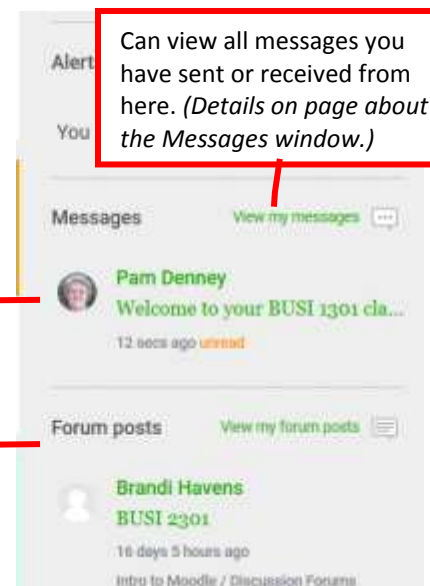 Can view all messages you
have sent or received from
here. (Details on page about
the Messages window.)
Alert
You
Messages
View my messages
Pam Denney
Welcome to your BUSI 1301 cla...
12 secs ago unread
Forum posts
View my forum posts
Brandi Havens
BUSI 2301
16 days 5 hours ago
Intro to Moodle / Discussion Forums